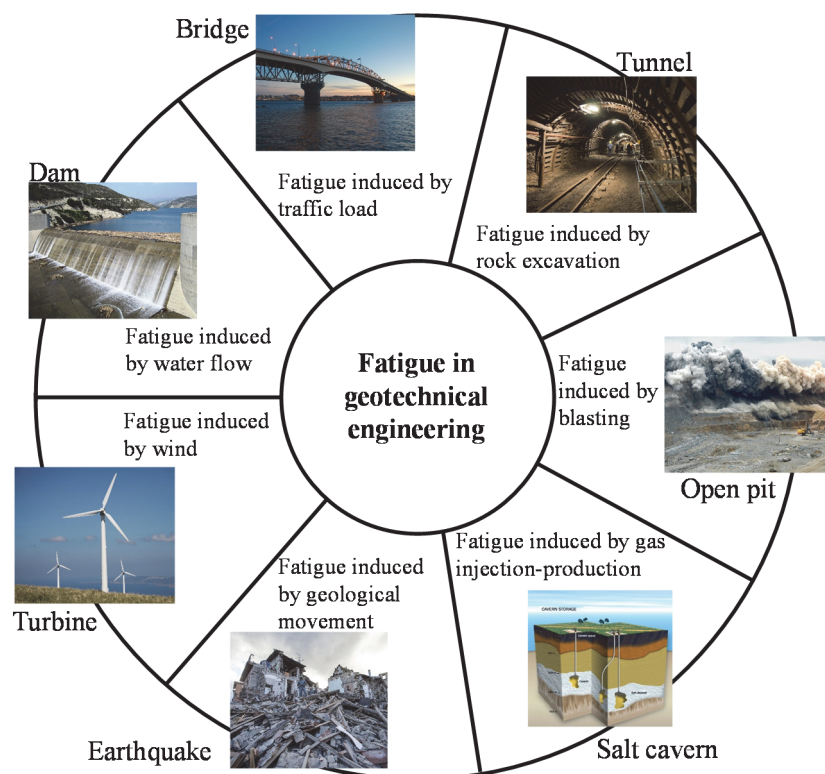 Bridge
Fatigue induced by
traffic load
Tunnel
Fatigue induced by
rock excavation
Fatigue
induced by
blasting
Open pit
Fatigue induced by gas
injection-production
CAVERN STORAGE
Salt cavern
Fatigue induced
by geological
movement
Earthquake
Fatigue induced
by wind
Turbine
Dam
Fatigue induced
by water flow
Fatigue in
geotechnical
engineering